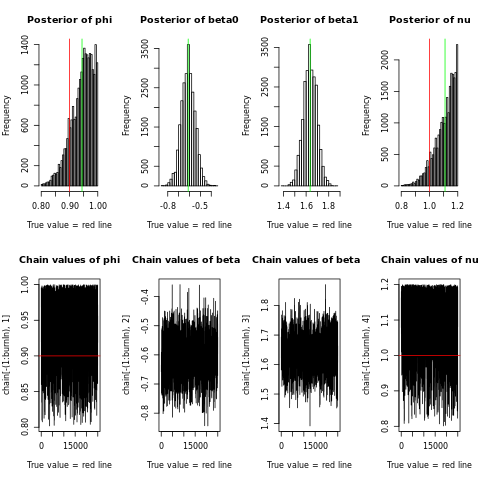 Posterior of phi
Posterior of beta0
Posterior of beta1
Posterior of nu
Frequency
0 200 600 1000 1400
0.80 0.90 1.00
True value = red line
Frequency
0 500 1500 2500 3500
-0.8 -0.5
True value = red line
Frequency
0 500 1500 2500 3500
1.4 1.6 1.8
True value = red line
Frequency
0 500 1000 2000
0.8 1.0 1.2
True value = red line
Chain values of phi
Chain values of beta
Chain values of beta
Chain values of nu
chain[-(1:burnIn), 1]
0.80 0.85 0.90 0.95 1.00
0 15000
True value = red line
chain[-(1:burnIn), 2]
-0.8 -0.7 -0.6 -0.5 -0.4
0 15000
True value = red line
chain[-(1:burnIn), 3]
1.4 1.5 1.6 1.7 1.8
0 15000
True value = red line
chain[-(1:burnIn), 4]
0.8 0.9 1.0 1.1 1.2
0 15000
True value = red line